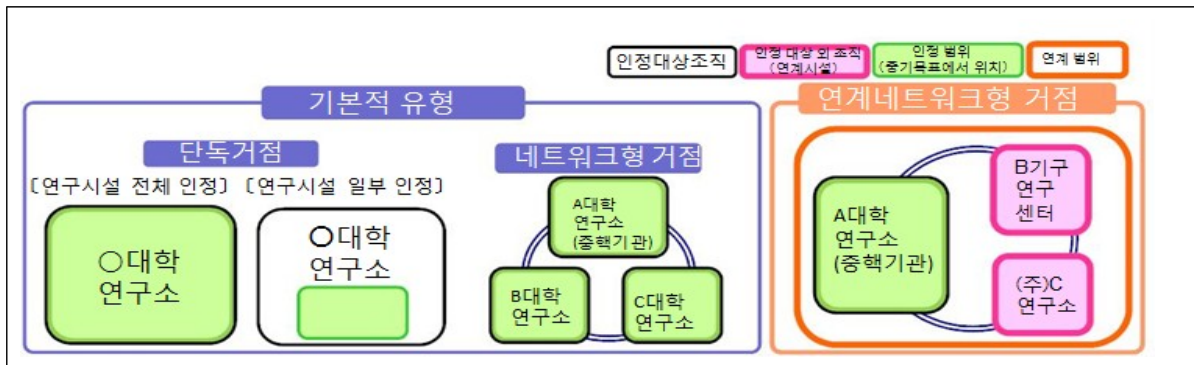 인정대상조직
인정 대상 외 조직
(연계시설)
인정 범위
(중기목표에서 위치)
연계 범위
기본적 유형
연계네트워크형 거점
단독거점
네트워크형 거점
〔연구시설 전체 인정〕 〔연구시설 일부 인정〕
○대학
연구소
○대학
연구소
A대학
연구소
(중핵기관)
B대학
연구소
C대학
연구소
A대학
연구소
(중핵기관)
B기구
연구
센터
(주)C
연구소